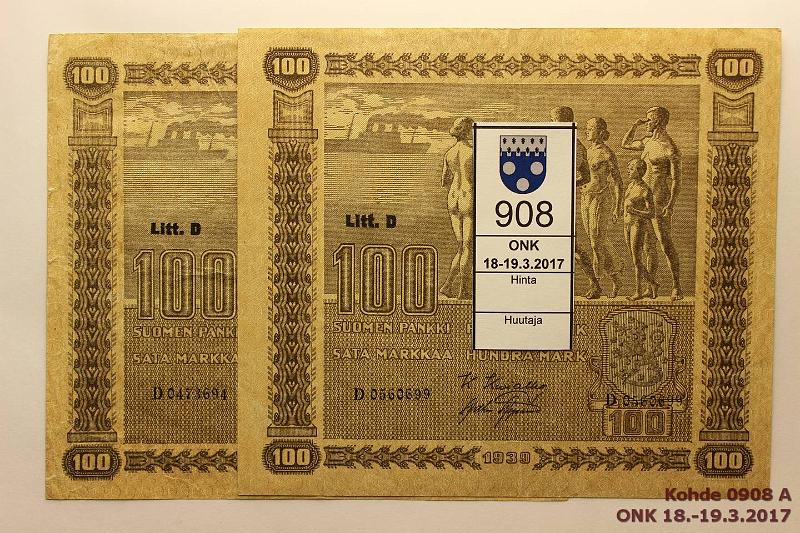 100
100
100
Litt. D
100
SUOMEN PANKKI
SATA MARKKA
D 0473694
100
Litt. D
100
SUOMEN PANKKI
SATA MARKKAA HUNDRA MARK
D 0560699
D 0560699
100
100
1939
100
908
ONK
18-19.3.2017
Hinta
Huutaja
Kohde 0908 A
ONK 18.-19.3.2017